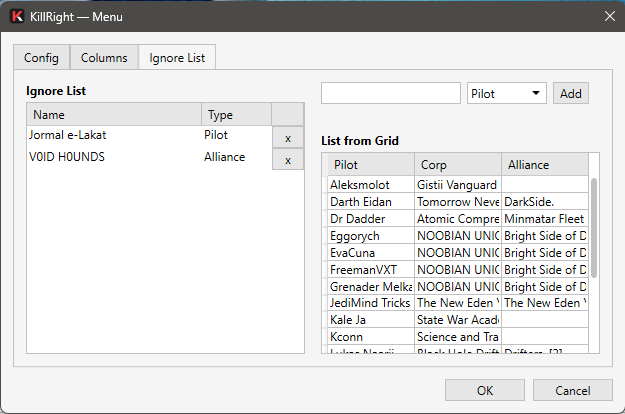 KillRight — Menu
Config Columns Ignore List
Ignore List
Name Type
Jormal e-Lakat Pilot x
V0ID H0UNDS Alliance x
Pilot Add
List from Grid
Pilot Corp Alliance
Aleksmolot Gistii Vanguard
Darth Eidan Tomorrow Neve DarkSide.
Dr Dadder Atomic Compre Minmatar Fleet
Eggorych NOOBIAN UNIC Bright Side of D
EvaCuna NOOBIAN UNIC Bright Side of D
FreemanVXT NOOBIAN UNIC Bright Side of D
Grenader Melka NOOBIAN UNIC Bright Side of D
JediMind Tricks The New Eden Y The New Eden Y
Kale Ja State War Acade
Kconn Science and Tra
OK Cancel